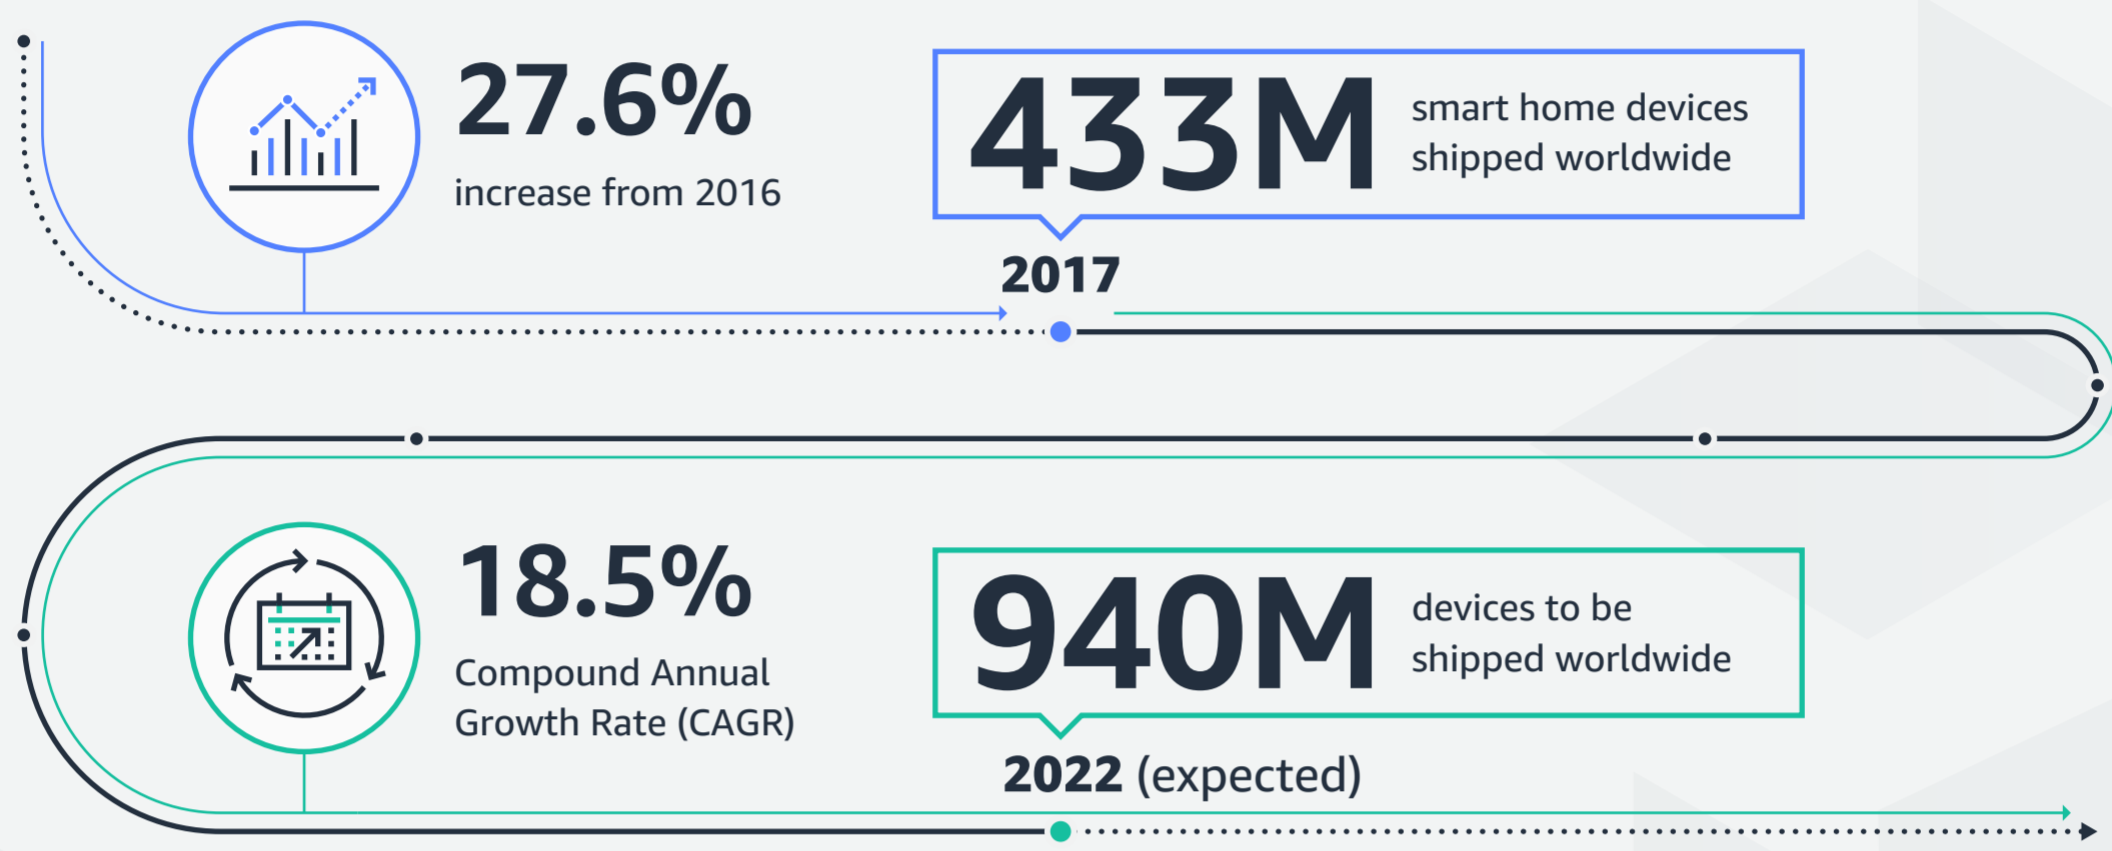 27.6%
increase from 2016
433M
smart home devices
shipped worldwide
2017
18.5%
Compound Annual
Growth Rate (CAGR)
940M
devices to be
shipped worldwide
2022 (expected)